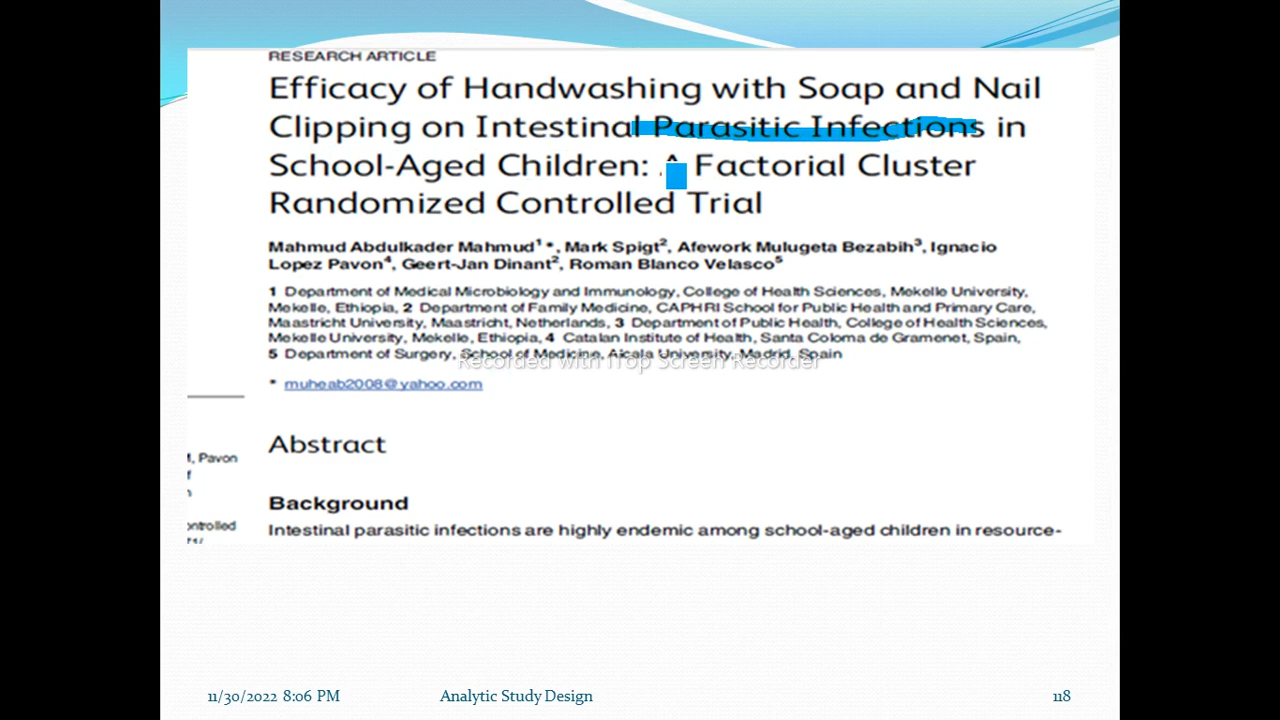 RESEARCH ARTICLE
Efficacy of Handwashing with Soap and Nail
Clipping on Intestinal Parasitic Infections in
School-Aged Children: A Factorial Cluster
Randomized Controlled Trial
Mahmud Abdulkader Mahmud1*, Mark Spigt2, Afework Mulugeta Bezabih3, Ignacio
Lopez Pavon4, Geert-Jan Dinant2, Roman Blanco Velasco5
1 Department of Medical Microbiology and Immunology, College of Health Sciences, Mekelle University,
Mekelle, Ethiopia, 2 Department of Family Medicine, CAPHRI School for Public Health and Primary Care,
Maastricht University, Maastricht, Netherlands, 3 Department of Public Health, College of Health Sciences,
Mekelle University, Mekelle, Ethiopia, 4 Catalan Institute of Health, Santa Coloma de Gramenet, Spain,
5 Department of Surgery, School of Medicine, Alcala University, Madrid, Spain
Recorded with iTop Screen Recorder
* muheab2008@yahoo.com
Abstract
, Pavon
Background
ontrolled
Intestinal parasitic infections are highly endemic among school-aged children in resource-
11/30/2022 8:06 PM
Analytic Study Design
118